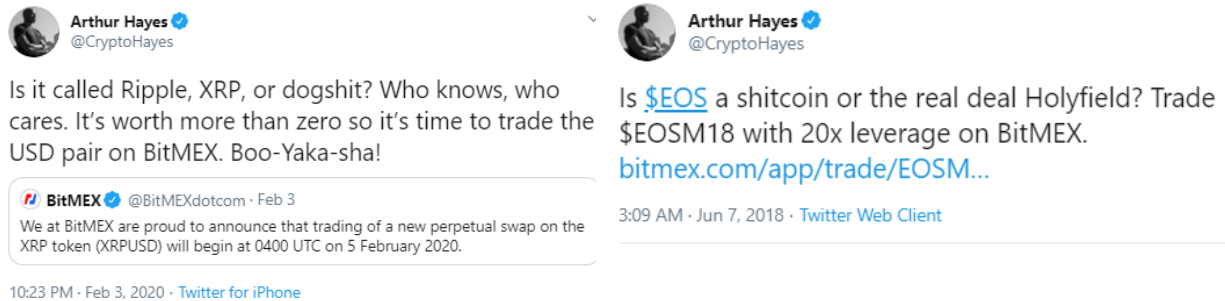 Arthur Hayes
@CryptoHayes
Is it called Ripple, XRP, or dogshit? Who knows, who
cares. It's worth more than zero so it's time to trade the
USD pair on BitMEX. Boo-Yaka-sha!
BitMEX @BitMEXdotcom · Feb 3
We at BitMEX are proud to announce that trading of a new perpetual swap on the
XRP token (XRPUSD) will begin at 0400 UTC on 5 February 2020.
10:23 PM · Feb 3, 2020 · Twitter for iPhone
Arthur Hayes
@CryptoHayes
Is $EOS a shitcoin or the real deal Holyfield? Trade
$EOSM18 with 20x leverage on BitMEX.
bitmex.com/app/trade/EOSM…
3:09 AM · Jun 7, 2018 · Twitter Web Client